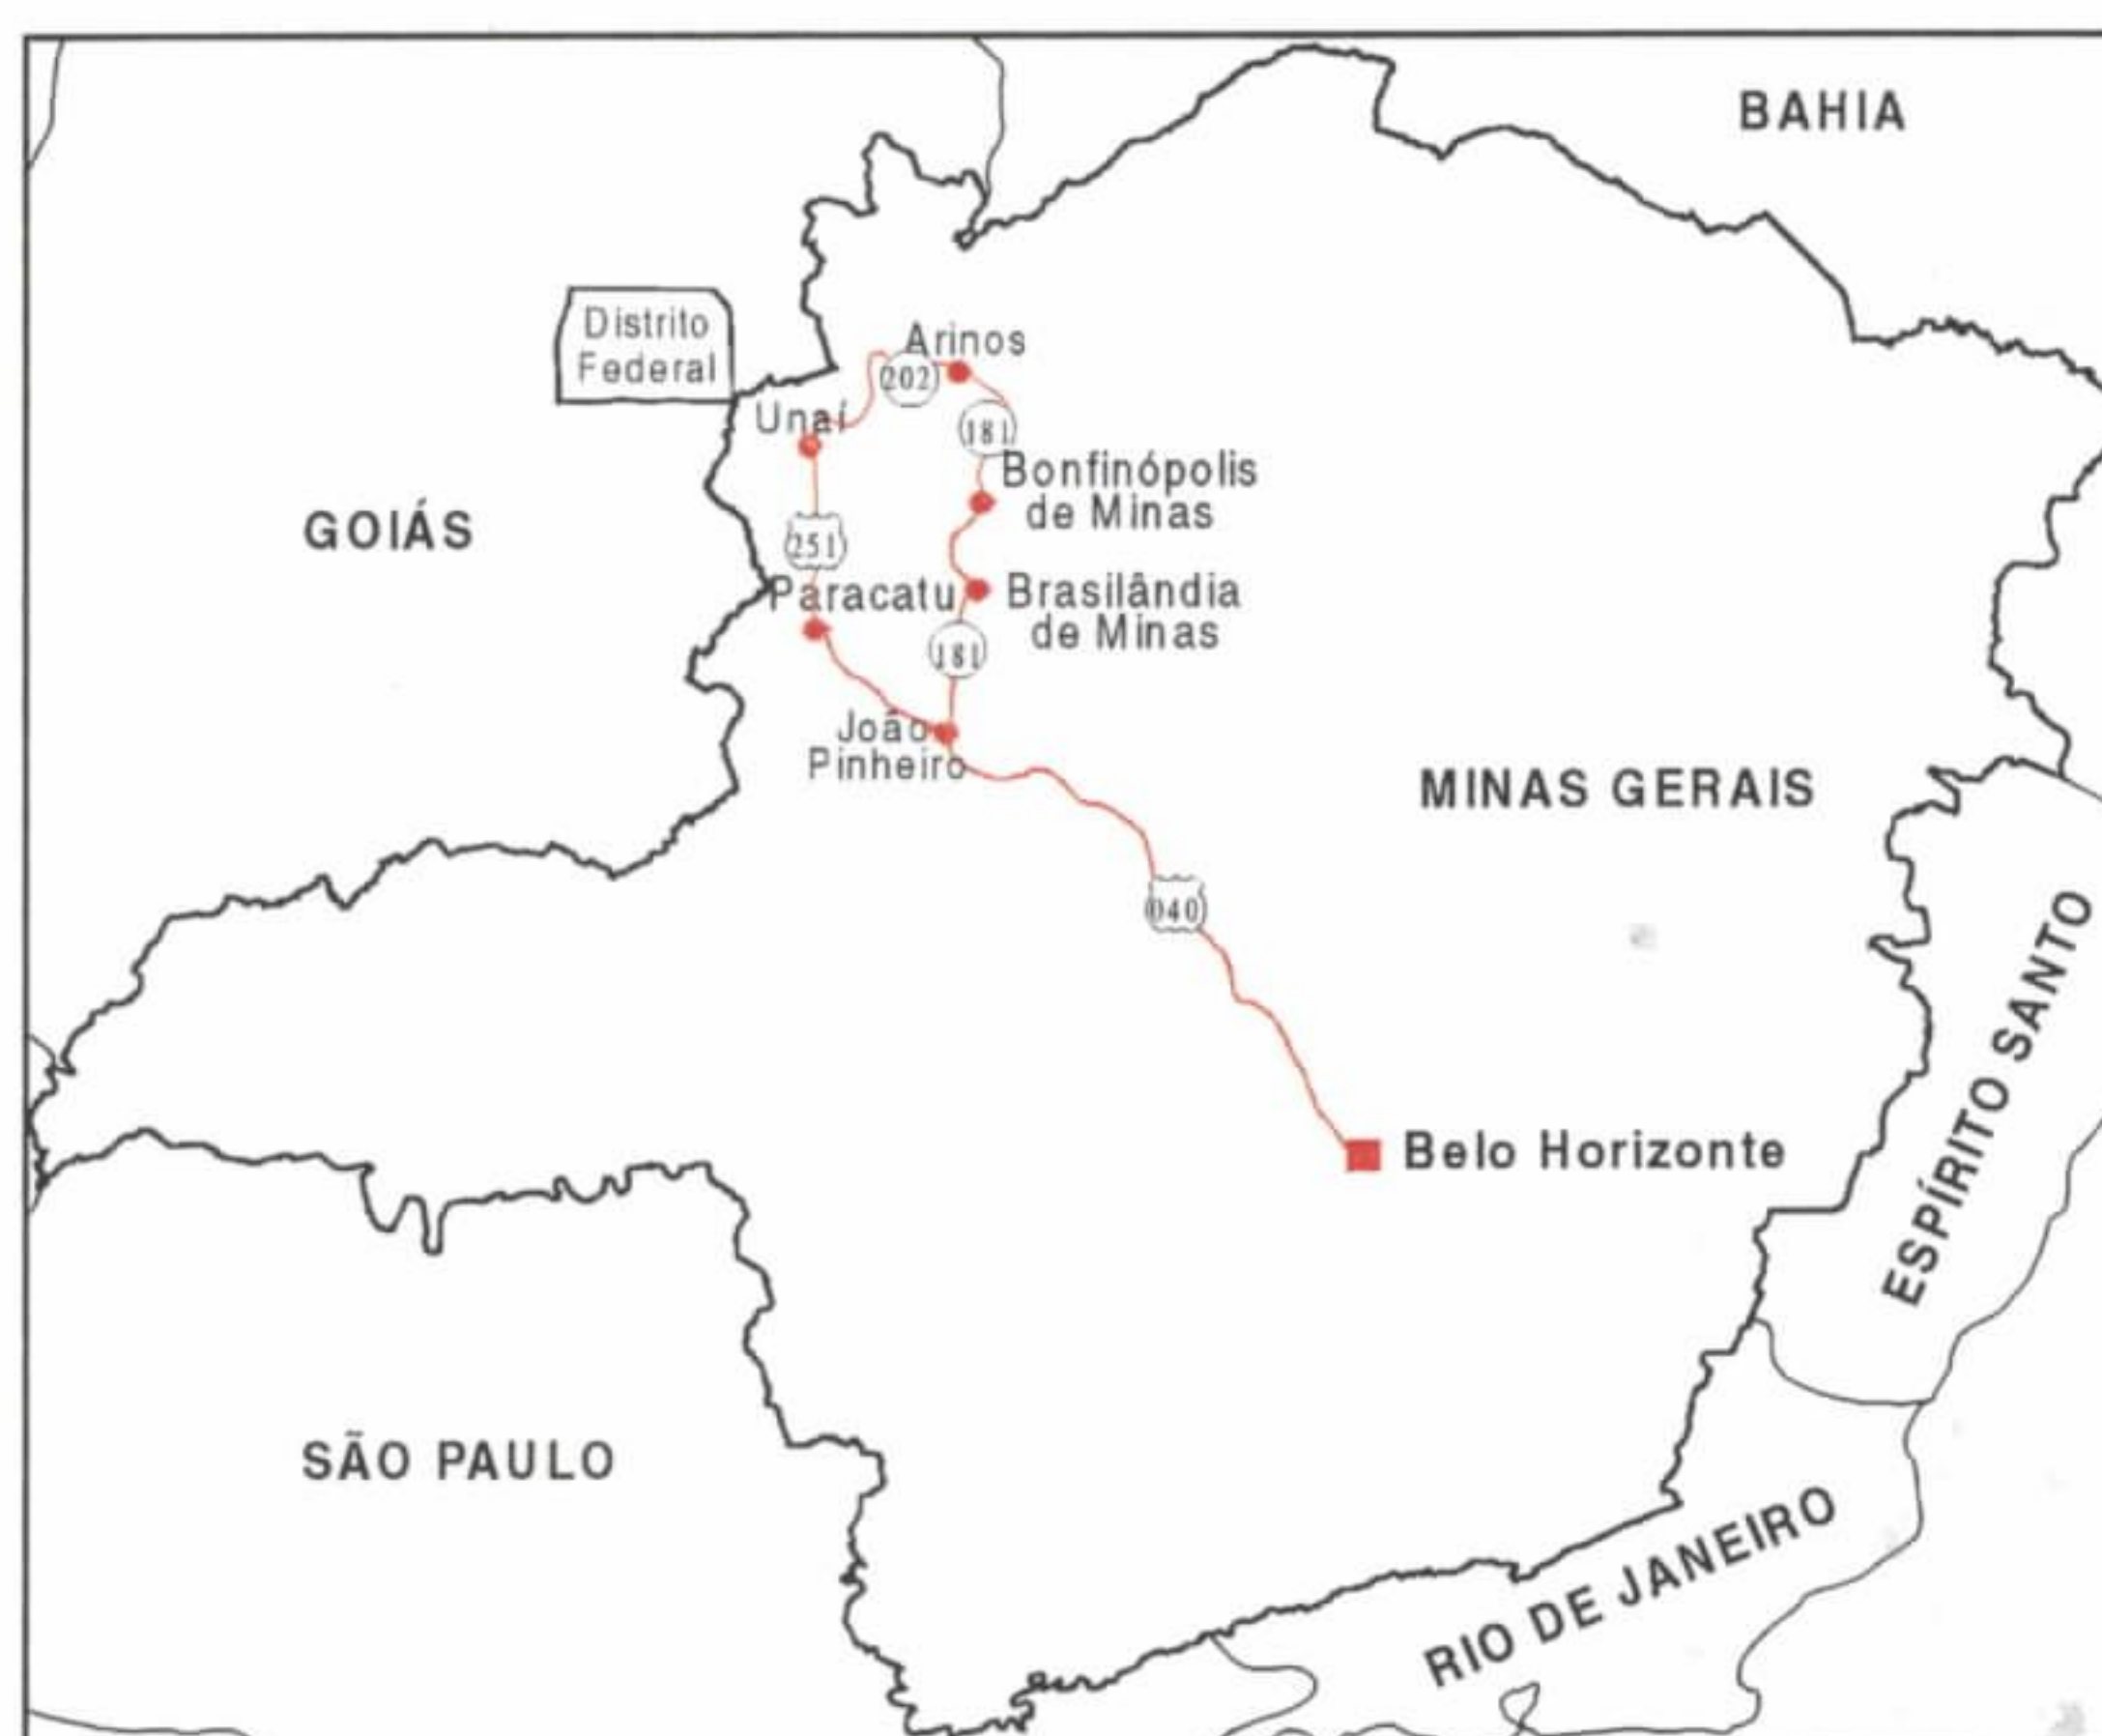 BAHIA
Distrito
Federal
Arinos
202
Unaí
181
Bonfinópolis
de Minas
GOIÁS
251
Paracatu
Brasilândia
de Minas
181
João
Pinheiro
MINAS GERAIS
040
ESPÍRITO SANTO
Belo Horizonte
SÃO PAULO
RIO DE JANEIRO